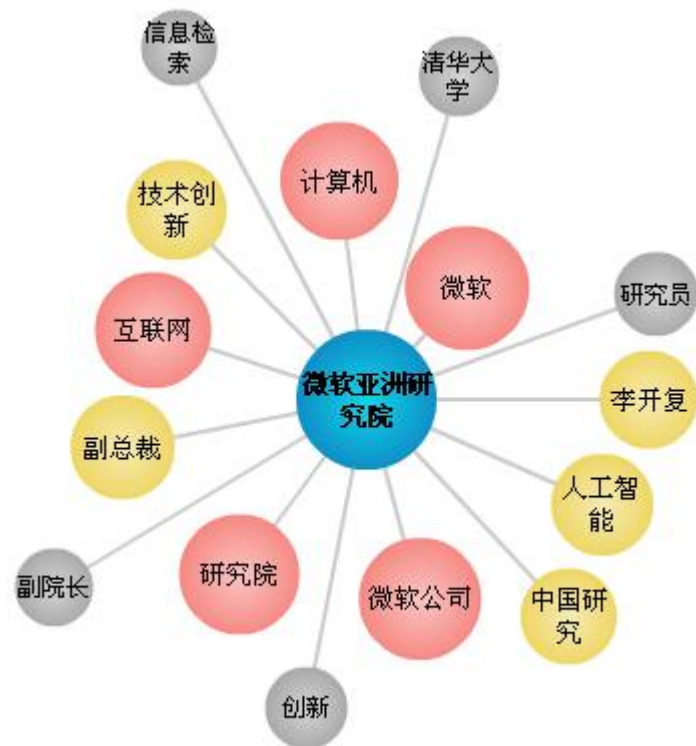 信息检
索
清华大
学
计算机
技术创
新
微软
研究员
互联网
微软亚洲研
究院
李开复
副总裁
人工智
能
研究院
副院长
微软公司
中国研
究
创新